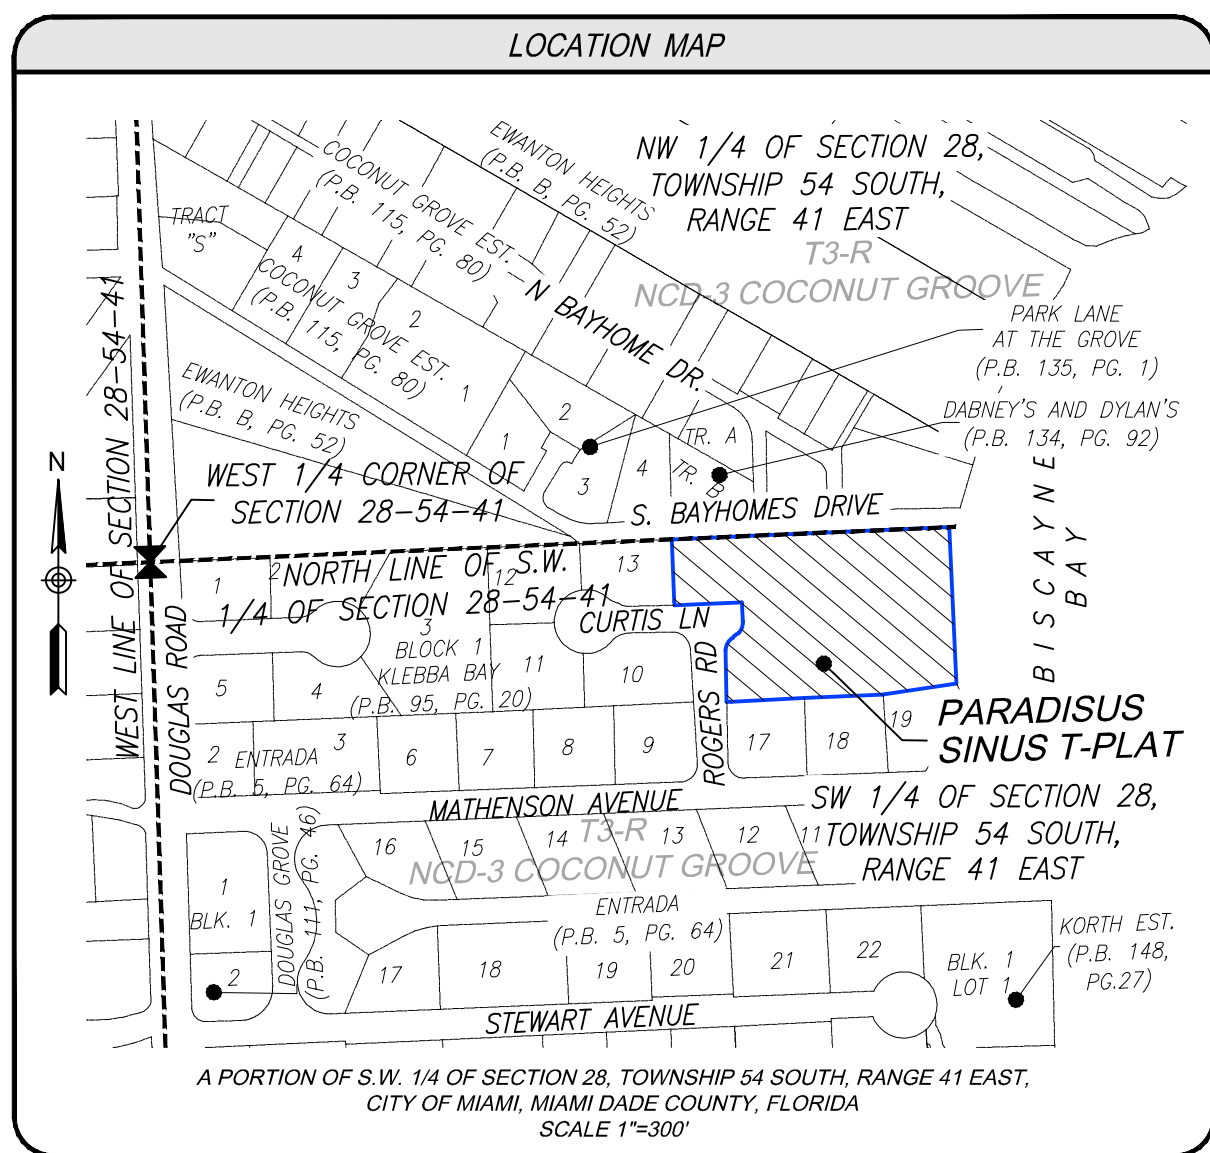 LOCATION MAP
EWANTON HEIGHTS
(P.B. B, PG. 52)
NW 1/4 OF SECTION 28,
TOWNSHIP 54 SOUTH,
RANGE 41 EAST
T3-R
NCD-3 COCONUT GROOVE
COCONUT GROVE EST.
(P.B. 115, PG. 80)
TRACT
"S"
4
3
2
1
COCONUT GROVE EST.
(P.B. 115, PG. 80)
N BAYHOME DR.
PARK LANE
AT THE GROVE
(P.B. 135, PG. 1)
DABNEY'S AND DYLAN'S
(P.B. 134, PG. 92)
EWANTON HEIGHTS
(P.B. B, PG. 52)
1
2
3
4
TR. A
TR. B
N
WEST 1/4 CORNER OF
SECTION 28-54-41
S. BAYHOMES DRIVE
WEST LINE OF SECTION 28-54-41
BISCAYNE
BAY
1
2
NORTH LINE OF S.W.
1/4 OF SECTION 28-54-41
12
13
CURTIS LN
3
BLOCK 1
KLEBBA BAY
(P.B. 95, PG. 20)
11
10
5
4
DOUGLAS ROAD
ROGERS RD
PARADISUS
SINUS T-PLAT
2
ENTRADA
3
(P.B. 5, PG. 64)
6
7
8
9
17
18
19
MATHENSON AVENUE
SW 1/4 OF SECTION 28,
TOWNSHIP 54 SOUTH,
RANGE 41 EAST
T3-R
NCD-3 COCONUT GROOVE
16
15
14
13
12
11
DOUGLAS GROVE
(P.B. 111, PG. 46)
1
BLK. 1
2
ENTRADA
(P.B. 5, PG. 64)
17
18
19
20
21
22
BLK. 1
LOT 1
KORTH EST.
(P.B. 148,
PG.27)
STEWART AVENUE
A PORTION OF S.W. 1/4 OF SECTION 28, TOWNSHIP 54 SOUTH, RANGE 41 EAST,
CITY OF MIAMI, MIAMI DADE COUNTY, FLORIDA
SCALE 1"=300'